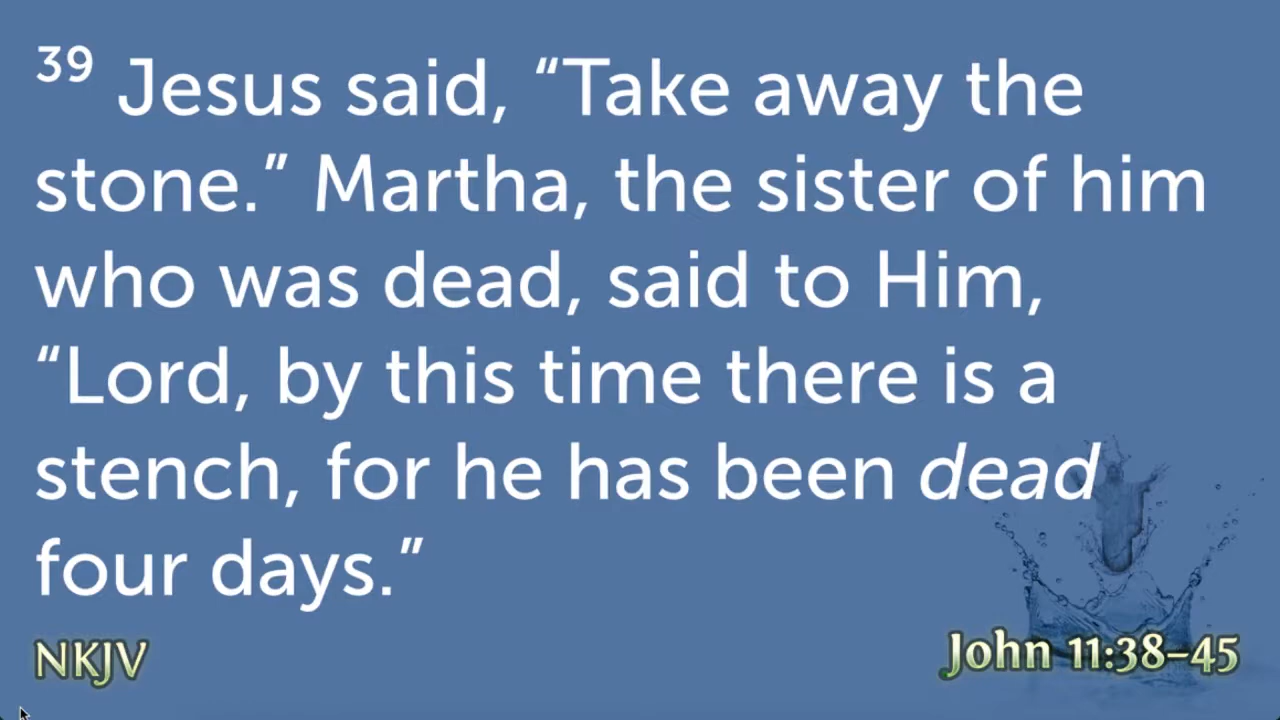 39 Jesus said, “Take away the
stone.” Martha, the sister of him
who was dead, said to Him,
“Lord, by this time there is a
stench, for he has been dead
four days.”
NKJV
John 11:38–45